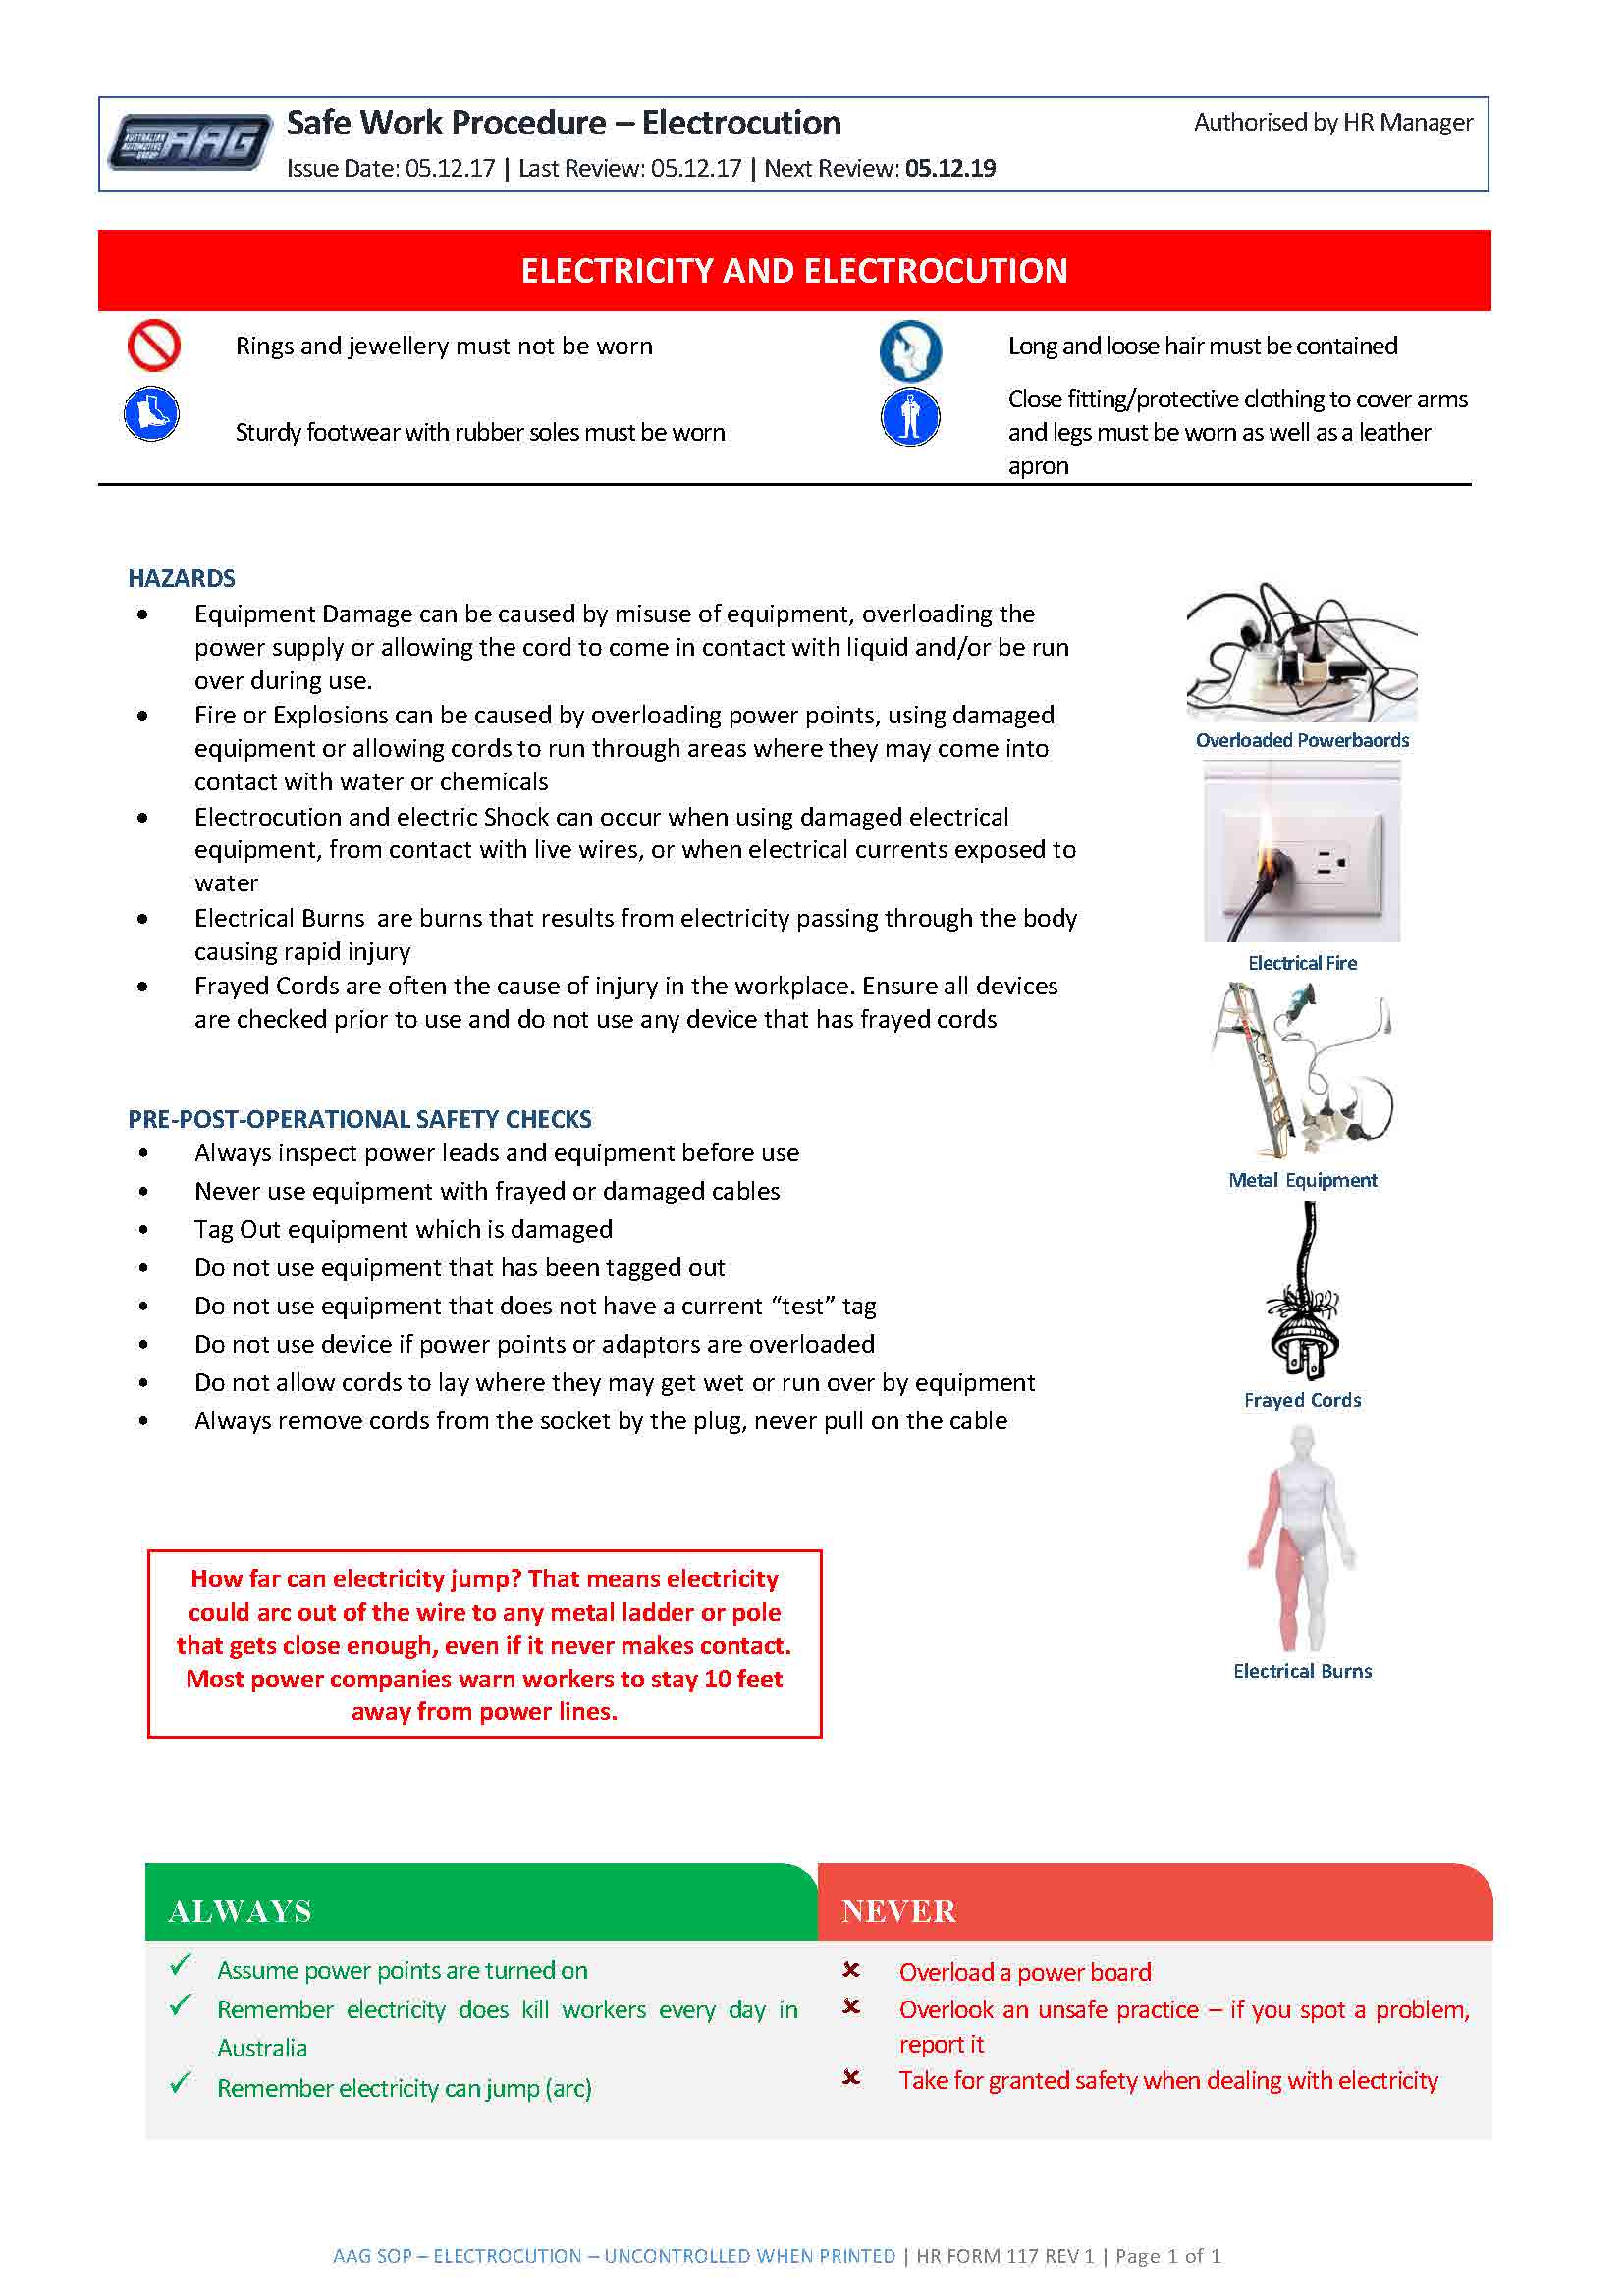 AUSTRALIAN
AUTOMOTIVE
GROUP
AAG
Safe Work Procedure – Electrocution
Authorised by HR Manager
Issue Date: 05.12.17 | Last Review: 05.12.17 | Next Review: 05.12.19
ELECTRICITY AND ELECTROCUTION
Rings and jewellery must not be worn
Long and loose hair must be contained
Sturdy footwear with rubber soles must be worn
Close fitting/protective clothing to cover arms
and legs must be worn as well as a leather
apron
HAZARDS
• Equipment Damage can be caused by misuse of equipment, overloading the
power supply or allowing the cord to come in contact with liquid and/or be run
over during use.
• Fire or Explosions can be caused by overloading power points, using damaged
equipment or allowing cords to run through areas where they may come into
contact with water or chemicals
• Electrocution and electric Shock can occur when using damaged electrical
equipment, from contact with live wires, or when electrical currents exposed to
water
• Electrical Burns are burns that results from electricity passing through the body
causing rapid injury
• Frayed Cords are often the cause of injury in the workplace. Ensure all devices
are checked prior to use and do not use any device that has frayed cords
PRE-POST-OPERATIONAL SAFETY CHECKS
• Always inspect power leads and equipment before use
• Never use equipment with frayed or damaged cables
• Tag Out equipment which is damaged
• Do not use equipment that has been tagged out
• Do not use equipment that does not have a current “test” tag
• Do not use device if power points or adaptors are overloaded
• Do not allow cords to lay where they may get wet or run over by equipment
• Always remove cords from the socket by the plug, never pull on the cable
Overloaded Powerbaords
Electrical Fire
Metal Equipment
Frayed Cords
Electrical Burns
How far can electricity jump? That means electricity
could arc out of the wire to any metal ladder or pole
that gets close enough, even if it never makes contact.
Most power companies warn workers to stay 10 feet
away from power lines.
ALWAYS
✓ Assume power points are turned on
✓ Remember electricity does kill workers every day in
Australia
✓ Remember electricity can jump (arc)
NEVER
× Overload a power board
× Overlook an unsafe practice – if you spot a problem,
report it
× Take for granted safety when dealing with electricity
AAG SOP – ELECTROCUTION – UNCONTROLLED WHEN PRINTED | HR FORM 117 REV 1 | Page 1 of 1